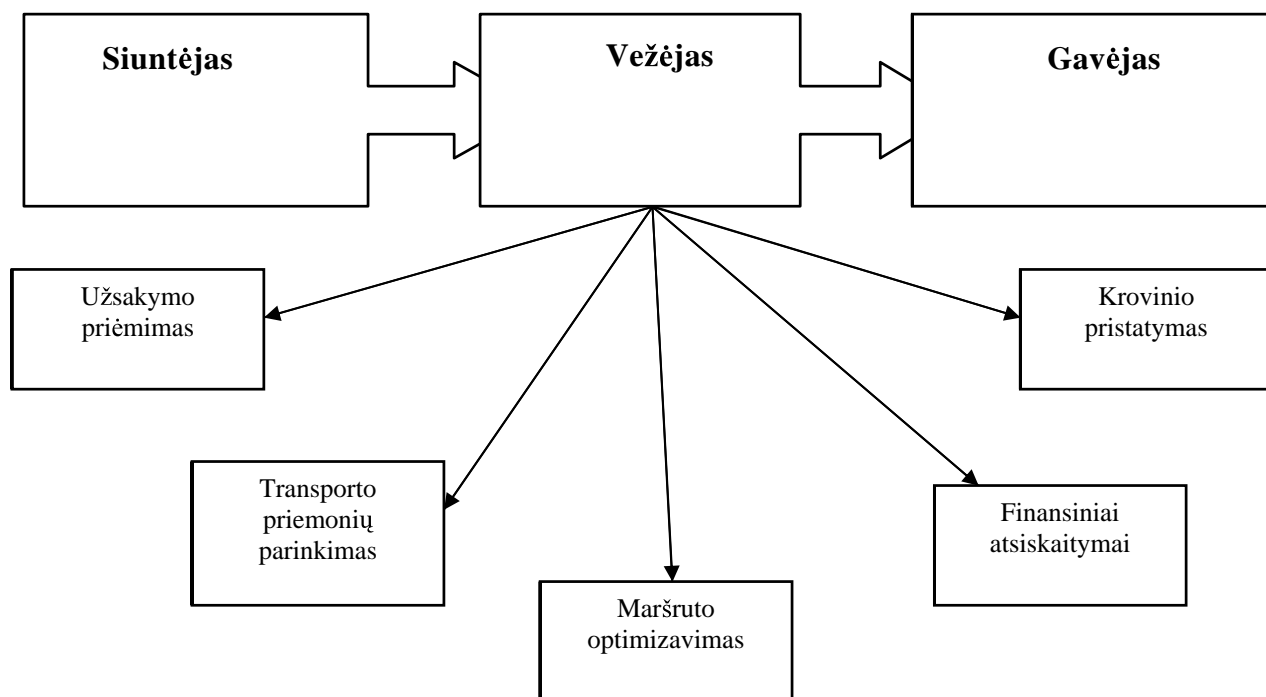 Siuntėjas
Vežėjas
Gavėjas
Užsakymo
priėmimas
Krovinio
pristatymas
Transporto
priemonių
parinkimas
Finansiniai
atsiskaitymai
Maršruto
optimizavimas